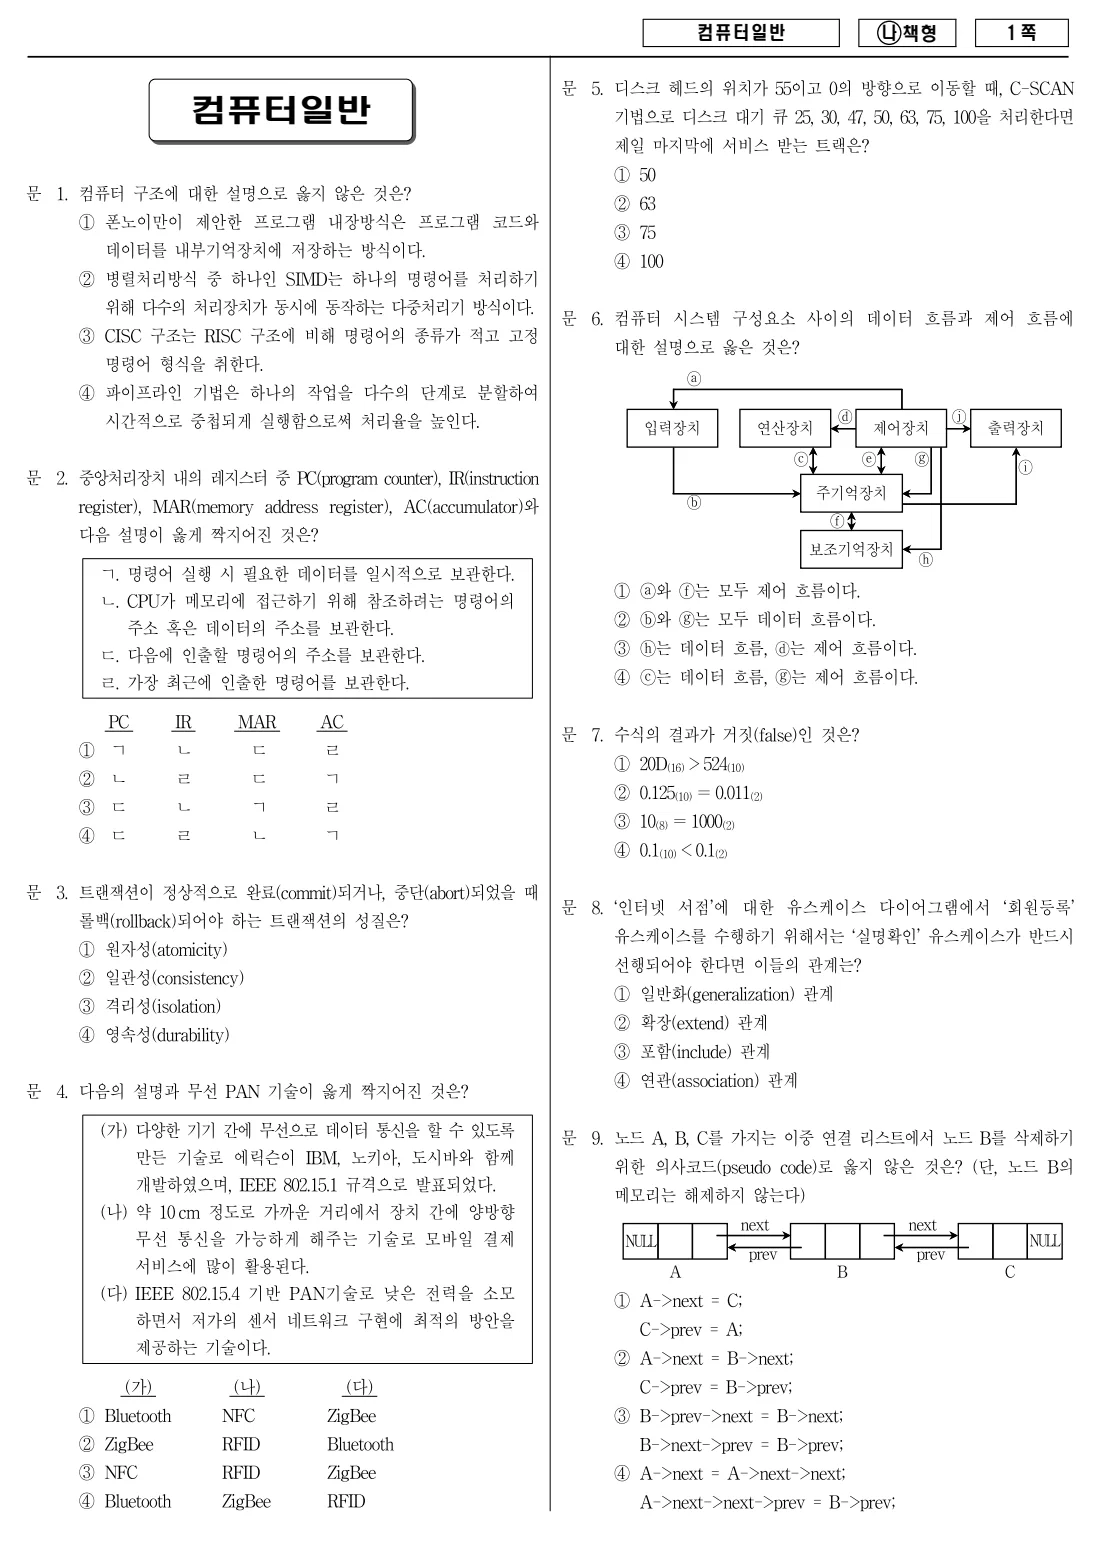 컴퓨터일반
㉯책형
1쪽
컴퓨터일반
문 1. 컴퓨터 구조에 대한 설명으로 옳지 않은 것은?
① 폰노이만이 제안한 프로그램 내장방식은 프로그램 코드와
데이터를 내부기억장치에 저장하는 방식이다.
② 병렬처리방식 중 하나인 SIMD는 하나의 명령어를 처리하기
위해 다수의 처리장치가 동시에 동작하는 다중처리기 방식이다.
③ CISC 구조는 RISC 구조에 비해 명령어의 종류가 적고 고정
명령어 형식을 취한다.
④ 파이프라인 기법은 하나의 작업을 다수의 단계로 분할하여
시간적으로 중첩되게 실행함으로써 처리율을 높인다.
문 2. 중앙처리장치 내의 레지스터 중 PC(program counter), IR(instruction
register), MAR(memory address register), AC(accumulator)와
다음 설명이 옳게 짝지어진 것은?
ㄱ. 명령어 실행 시 필요한 데이터를 일시적으로 보관한다.
ㄴ. CPU가 메모리에 접근하기 위해 참조하려는 명령어의
주소 혹은 데이터의 주소를 보관한다.
ㄷ. 다음에 인출할 명령어의 주소를 보관한다.
ㄹ. 가장 최근에 인출한 명령어를 보관한다.
PC IR MAR AC
① ㄱ ㄴ ㄷ ㄹ
② ㄴ ㄹ ㄷ ㄱ
③ ㄷ ㄴ ㄱ ㄹ
④ ㄷ ㄹ ㄴ ㄱ
문 3. 트랜잭션이 정상적으로 완료(commit)되거나, 중단(abort)되었을 때
롤백(rollback)되어야 하는 트랜잭션의 성질은?
① 원자성(atomicity)
② 일관성(consistency)
③ 격리성(isolation)
④ 영속성(durability)
문 4. 다음의 설명과 무선 PAN 기술이 옳게 짝지어진 것은?
(가) 다양한 기기 간에 무선으로 데이터 통신을 할 수 있도록
만든 기술로 에릭슨이 IBM, 노키아, 도시바와 함께
개발하였으며, IEEE 802.15.1 규격으로 발표되었다.
(나) 약 10 cm 정도로 가까운 거리에서 장치 간에 양방향
무선 통신을 가능하게 해주는 기술로 모바일 결제
서비스에 많이 활용된다.
(다) IEEE 802.15.4 기반 PAN기술로 낮은 전력을 소모
하면서 저가의 센서 네트워크 구현에 최적의 방안을
제공하는 기술이다.
(가) (나) (다)
① Bluetooth NFC ZigBee
② ZigBee RFID Bluetooth
③ NFC RFID ZigBee
④ Bluetooth ZigBee RFID
문 5. 디스크 헤드의 위치가 55이고 0의 방향으로 이동할 때, C-SCAN
기법으로 디스크 대기 큐 25, 30, 47, 50, 63, 75, 100을 처리한다면
제일 마지막에 서비스 받는 트랙은?
① 50
② 63
③ 75
④ 100
문 6. 컴퓨터 시스템 구성요소 사이의 데이터 흐름과 제어 흐름에
대한 설명으로 옳은 것은?
ⓐ
입력장치 연산장치 ⓓ 제어장치 ⓙ 출력장치
ⓒ ⓔ ⓖ ⓘ
ⓑ 주기억장치
ⓕ
보조기억장치 ⓗ
① ⓐ와 ⓕ는 모두 제어 흐름이다.
② ⓑ와 ⓖ는 모두 데이터 흐름이다.
③ ⓗ는 데이터 흐름, ⓓ는 제어 흐름이다.
④ ⓒ는 데이터 흐름, ⓖ는 제어 흐름이다.
문 7. 수식의 결과가 거짓(false)인 것은?
① 20D₍₁₆₎ > 524₍₁₀₎
② 0.125₍₁₀₎ = 0.011₍₂₎
③ 10₍₈₎ = 1000₍₂₎
④ 0.1₍₁₀₎ < 0.1₍₂₎
문 8. ‘인터넷 서점’에 대한 유스케이스 다이어그램에서 ‘회원등록’
유스케이스를 수행하기 위해서는 ‘실명확인’ 유스케이스가 반드시
선행되어야 한다면 이들의 관계는?
① 일반화(generalization) 관계
② 확장(extend) 관계
③ 포함(include) 관계
④ 연관(association) 관계
문 9. 노드 A, B, C를 가지는 이중 연결 리스트에서 노드 B를 삭제하기
위한 의사코드(pseudo code)로 옳지 않은 것은? (단, 노드 B의
메모리는 해제하지 않는다)
next next
NULL NULL
prev prev
A B C
① A->next = C;
C->prev = A;
② A->next = B->next;
C->prev = B->prev;
③ B->prev->next = B->next;
B->next->prev = B->prev;
④ A->next = A->next->next;
A->next->next->prev = B->prev;